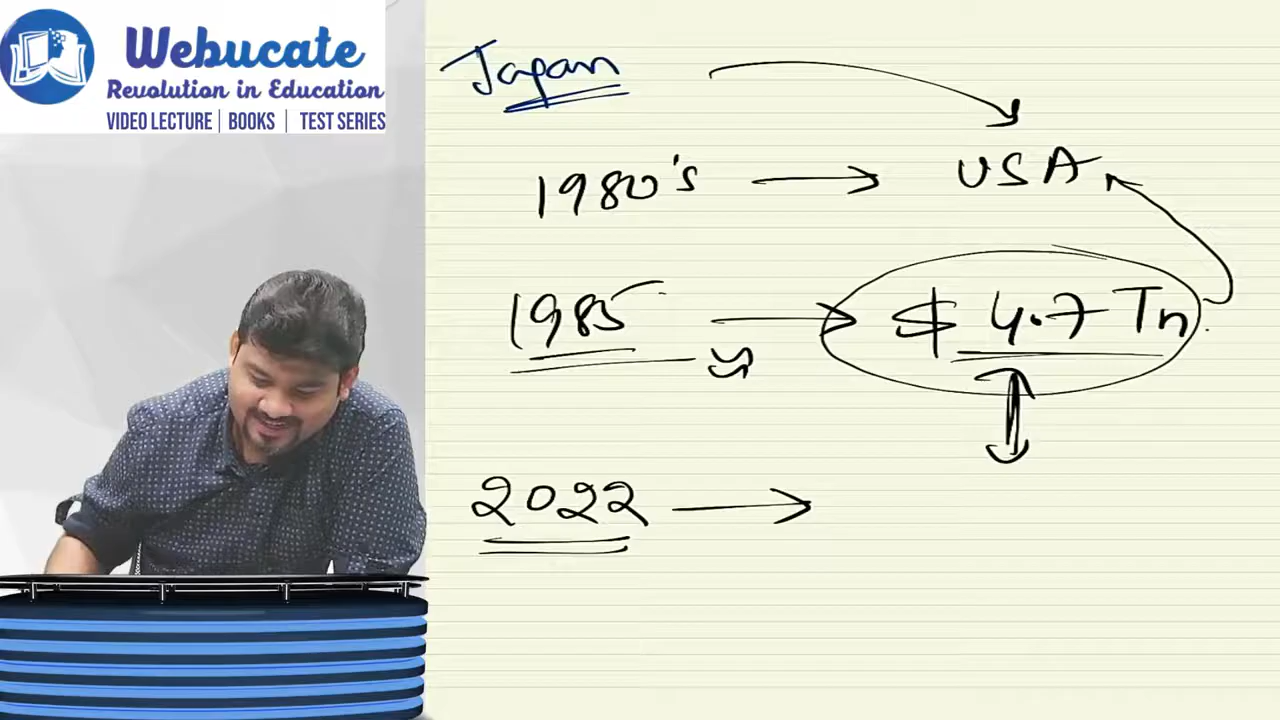 Webucate
Revolution in Education
VIDEO LECTURE | BOOKS | TEST SERIES
Japan
1980's → USA
1985 → $ 4.7 Tn
2022 →